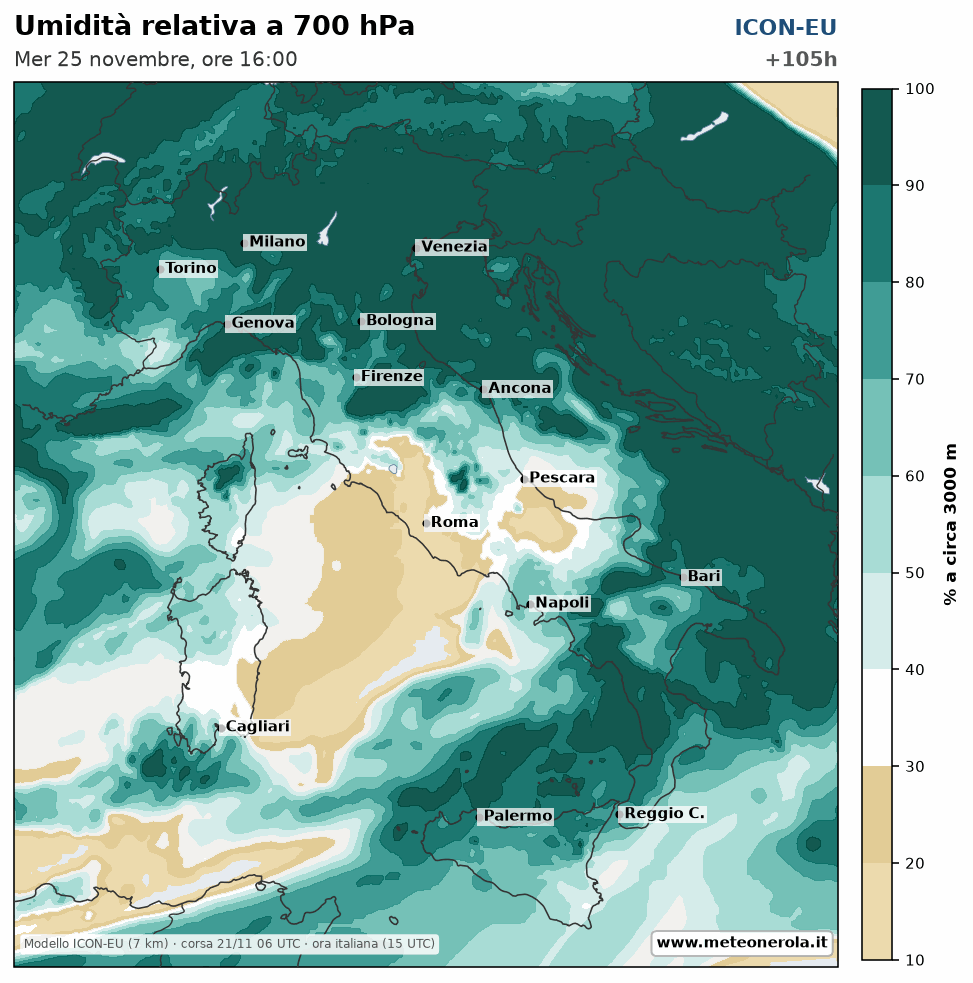 Umidità relativa a 700 hPa
ICON-EU
Mer 25 novembre, ore 16:00
+105h
100
90
80
70
60
50
40
30
20
10
% a circa 3000 m
Milano
Venezia
Torino
Genova
Bologna
Firenze
Ancona
Pescara
Roma
Bari
Napoli
Cagliari
Palermo
Reggio C.
Modello ICON-EU (7 km) · corsa 21/11 06 UTC · ora italiana (15 UTC)
www.meteonerola.it